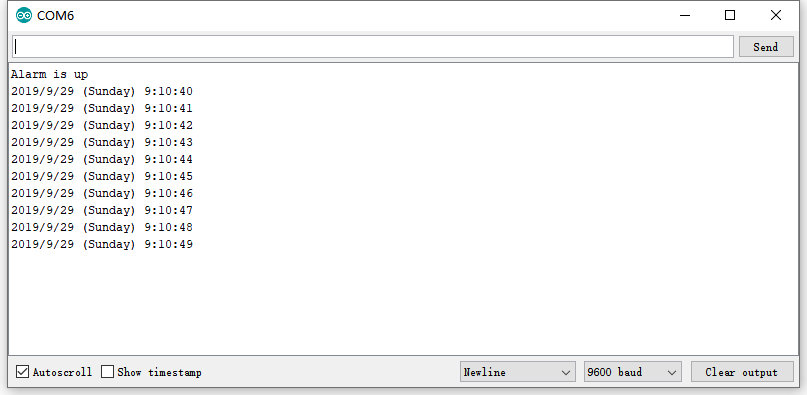 COM6
Send
Alarm is up
2019/9/29 (Sunday) 9:10:40
2019/9/29 (Sunday) 9:10:41
2019/9/29 (Sunday) 9:10:42
2019/9/29 (Sunday) 9:10:43
2019/9/29 (Sunday) 9:10:44
2019/9/29 (Sunday) 9:10:45
2019/9/29 (Sunday) 9:10:46
2019/9/29 (Sunday) 9:10:47
2019/9/29 (Sunday) 9:10:48
2019/9/29 (Sunday) 9:10:49
Autoscroll Show timestamp Newline 9600 baud Clear output